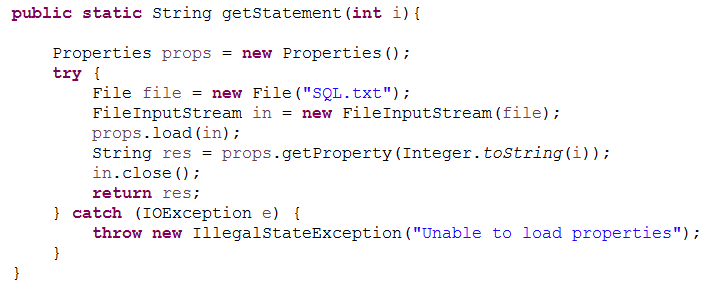 public static String getStatement(int i){
Properties props = new Properties();
try {
File file = new File("SQL.txt");
FileInputStream in = new FileInputStream(file);
props.load(in);
String res = props.getProperty(Integer.toString(i));
in.close();
return res;
} catch (IOException e) {
throw new IllegalStateException("Unable to load properties");
}
}